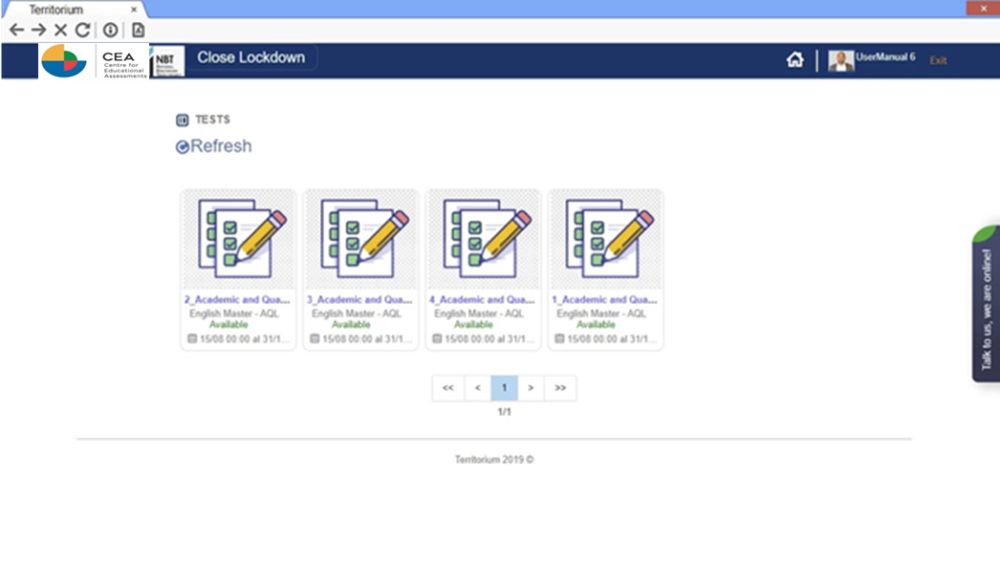 Territorium
CEA
Centre for
Educational
Assessments
NBT
Close Lockdown
UserManual 6
Exit
TESTS
Refresh
2_Academic and Qua...
English Master - AQL
Available
15/08 00:00 al 31/1...
3_Academic and Qua...
English Master - AQL
Available
15/08 00:00 al 31/1...
4_Academic and Qua...
English Master - AQL
Available
15/08 00:00 al 31/1...
1_Academic and Qua...
English Master - AQL
Available
15/08 00:00 al 31/1...
<< < 1 > >>
1/1
Territorium 2019 ©
Talk to us, we are online!